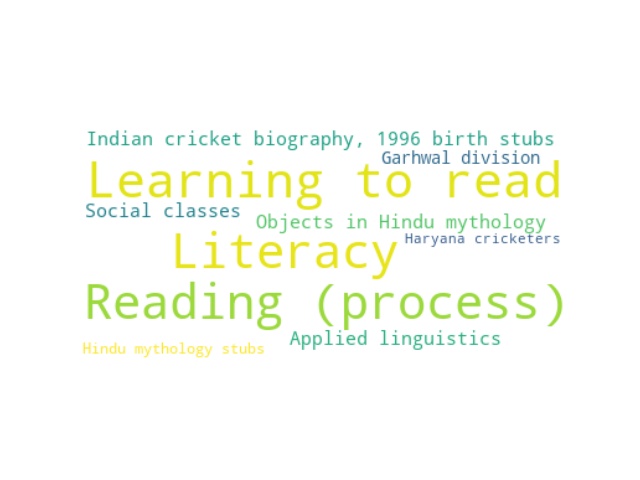 Indian cricket biography, 1996 birth stubs
Garhwal division
Learning to read
Social classes
Objects in Hindu mythology
Literacy
Haryana cricketers
Reading (process)
Applied linguistics
Hindu mythology stubs